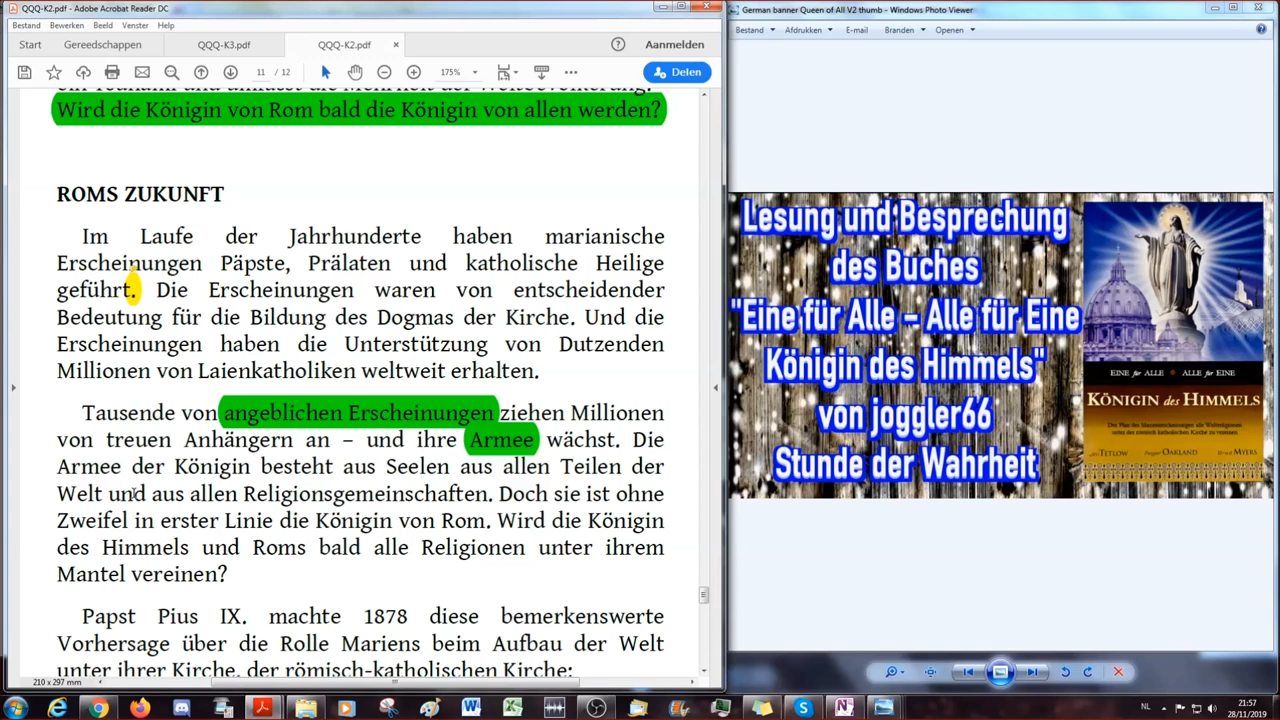 QQQ-K2.pdf - Adobe Acrobat Reader DC
Bestand Bewerken Beeld Venster Help
Start Gereedschappen QQQ-K3.pdf QQQ-K2.pdf × Aanmelden
11 / 12 175% Delen
Wird die Königin von Rom bald die Königin von allen werden?
ROMS ZUKUNFT
Im Laufe der Jahrhunderte haben marianische
Erscheinungen Päpste, Prälaten und katholische Heilige
geführt. Die Erscheinungen waren von entscheidender
Bedeutung für die Bildung des Dogmas der Kirche. Und die
Erscheinungen haben die Unterstützung von Dutzenden
Millionen von Laienkatholiken weltweit erhalten.
Tausende von angeblichen Erscheinungen ziehen Millionen
von treuen Anhängern an – und ihre Armee wächst. Die
Armee der Königin besteht aus Seelen aus allen Teilen der
Welt und aus allen Religionsgemeinschaften. Doch sie ist ohne
Zweifel in erster Linie die Königin von Rom. Wird die Königin
des Himmels und Roms bald alle Religionen unter ihrem
Mantel vereinen?
Papst Pius IX. machte 1878 diese bemerkenswerte
Vorhersage über die Rolle Mariens beim Aufbau der Welt
unter ihrer Kirche, der römisch-katholischen Kirche:
210 x 297 mm
German banner Queen of All V2 thumb - Windows Photo Viewer
Bestand Afdrukken E-mail Branden Openen
Lesung und Besprechung
des Buches
"Eine für Alle – Alle für Eine
Königin des Himmels"
von joggler66
Stunde der Wahrheit
EINE für ALLE • ALLE für EINE
KÖNIGIN des HIMMELS
TETLOW OAKLAND MYERS
NL 21:57
28/11/2019